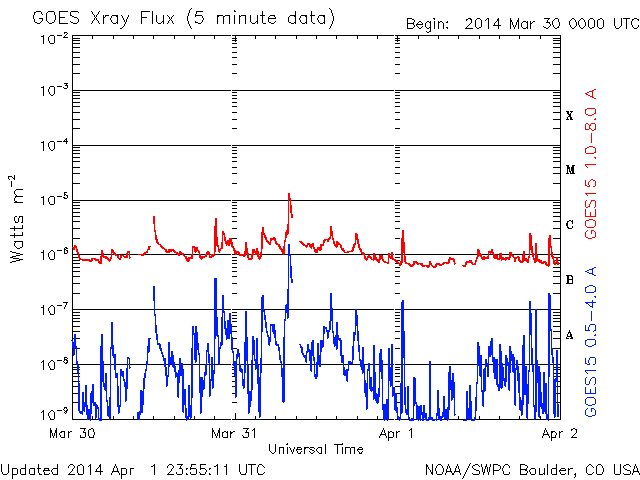 GOES Xray Flux (5 minute data)
Begin: 2014 Mar 30 0000 UTC
10^-2
10^-3
10^-4
10^-5
10^-6
10^-7
10^-8
10^-9
Watts m^-2
X
M
C
B
A
GOES15 1.0-8.0 A
GOES15 0.5-4.0 A
Mar 30
Mar 31
Apr 1
Apr 2
Universal Time
Updated 2014 Apr 1 23:55:11 UTC
NOAA/SWPC Boulder, CO USA